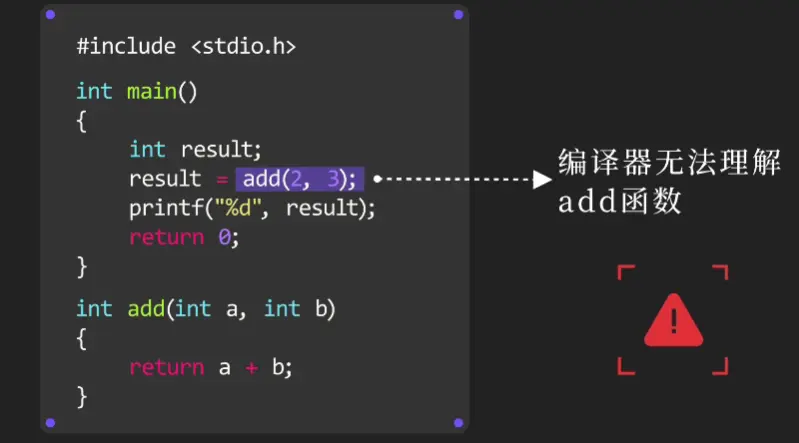 #include <stdio.h>
int main()
{
int result;
result = add(2, 3);
printf("%d", result);
return 0;
}
int add(int a, int b)
{
return a + b;
}
编译器无法理解
add函数
!